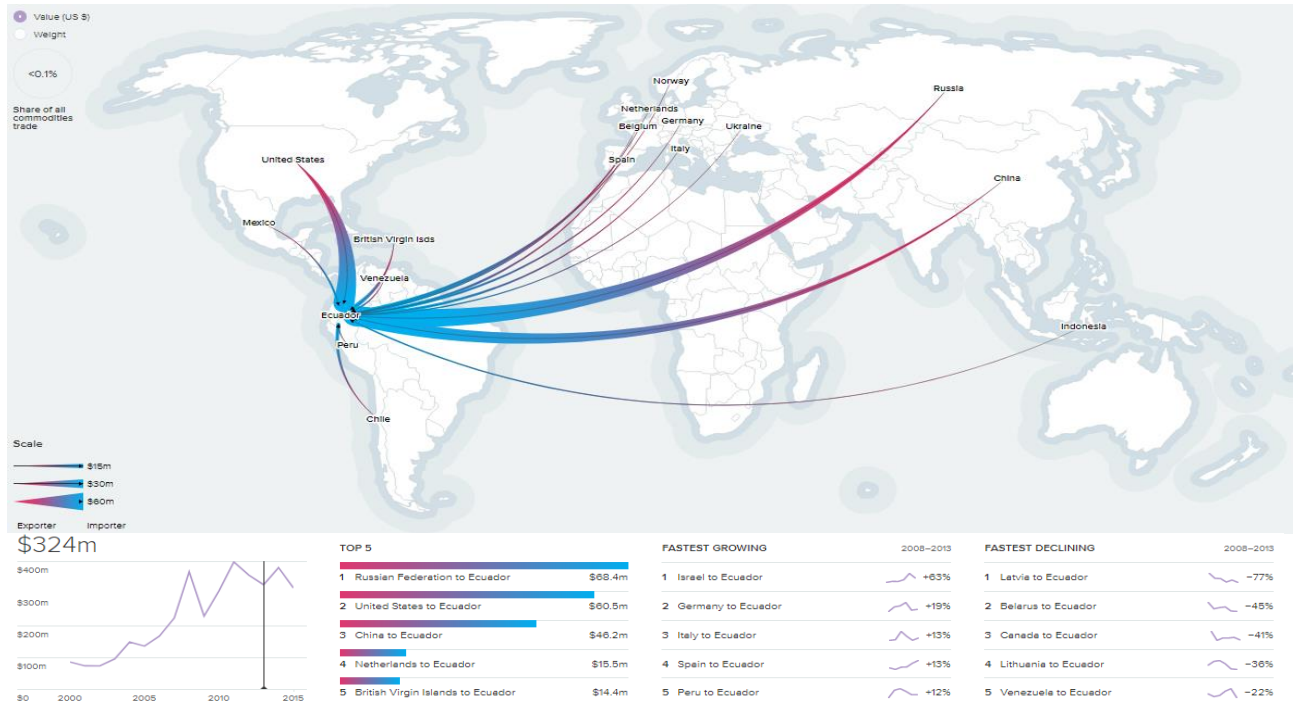 Value (US $)
Weight
<0.1%
Share of all
commodities
trade
Norway
Russia
Netherlands
Belgium
Germany
Ukraine
United States
Spain
Italy
China
Mexico
British Virgin Isds
Venezuela
Ecuador
Indonesia
Peru
Chile
Scale
$15m
$30m
$60m
Exporter
Importer
$324m
$400m
$300m
$200m
$100m
$0
2000
2005
2010
2015
TOP 5
1 Russian Federation to Ecuador $68.4m
2 United States to Ecuador $60.5m
3 China to Ecuador $46.2m
4 Netherlands to Ecuador $15.5m
5 British Virgin Islands to Ecuador $14.4m
FASTEST GROWING 2008–2013
1 Israel to Ecuador +63%
2 Germany to Ecuador +19%
3 Italy to Ecuador +13%
4 Spain to Ecuador +13%
5 Peru to Ecuador +12%
FASTEST DECLINING 2008–2013
1 Latvia to Ecuador −77%
2 Belarus to Ecuador −45%
3 Canada to Ecuador −41%
4 Lithuania to Ecuador −36%
5 Venezuela to Ecuador −22%